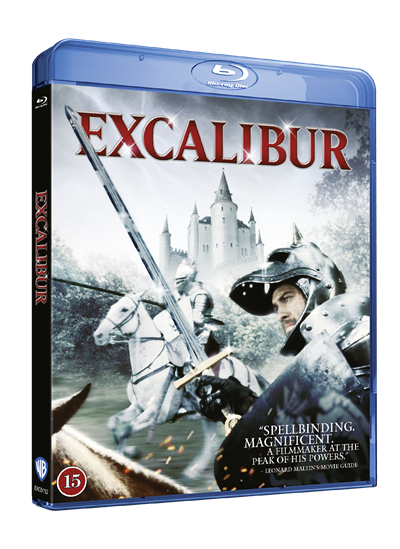 Blu-ray Disc
EXCALIBUR
EXCALIBUR
"SPELLBINDING.
MAGNIFICENT.
A FILMMAKER AT THE
PEAK OF HIS POWERS."
- LEONARD MALTIN'S MOVIE GUIDE
WB
15